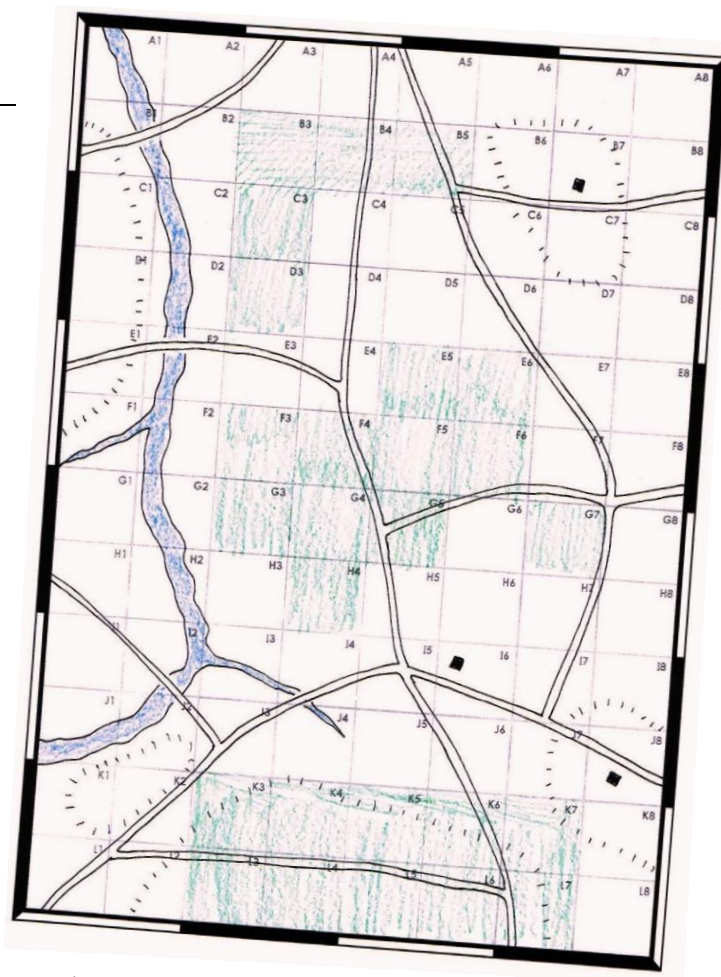 A1 A2 A3 A4 A5 A6 A7 A8
B1 B2 B3 B4 B5 B6 B7 B8
C1 C2 C3 C4 C5 C6 C7 C8
D2 D3 D4 D5 D6 D7 D8
E1 E2 E3 E4 E5 E6 E7 E8
F1 F2 F3 F4 F5 F6 F7 F8
G1 G2 G3 G4 G5 G6 G7 G8
H1 H2 H3 H4 H5 H6 H7 H8
I1 I2 I3 I4 I5 I6 I7 I8
J1 J2 J3 J4 J5 J6 J7 J8
K1 K2 K3 K4 K5 K6 K7 K8
L1 L2 L3 L4 L5 L6 L7 L8